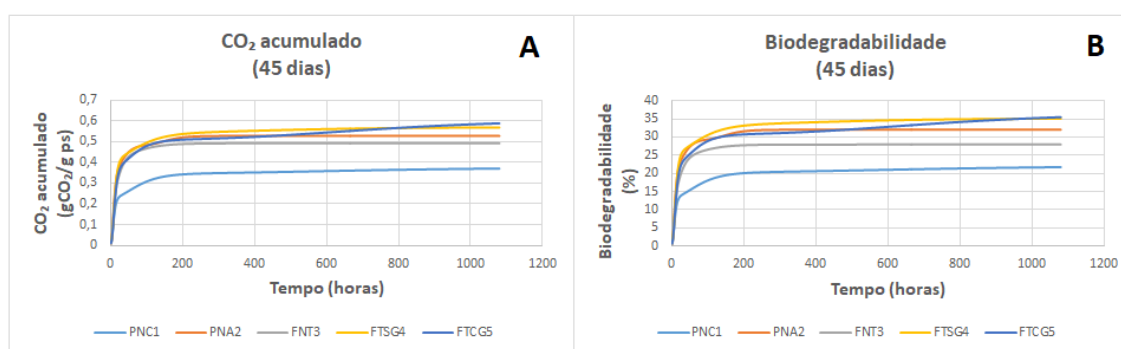 CO₂ acumulado
(45 dias)
A
CO₂ acumulado
(gCO₂/g ps)
0,7
0,6
0,5
0,4
0,3
0,2
0,1
0
0 200 400 600 800 1000 1200
Tempo (horas)
PNC1 PNA2 FNT3 FTSG4 FTCG5
Biodegradabilidade
(45 dias)
B
Biodegradabilidade
(%)
40
35
30
25
20
15
10
5
0
0 200 400 600 800 1000 1200
Tempo (horas)
PNC1 PNA2 FNT3 FTSG4 FTCG5